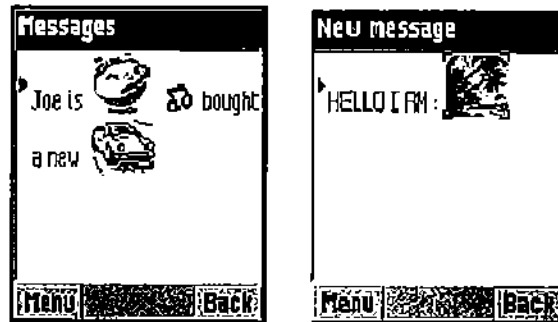 Messages
Joe is bought
a new
Menu Back
New message
HELLO I AM :
Menu Back